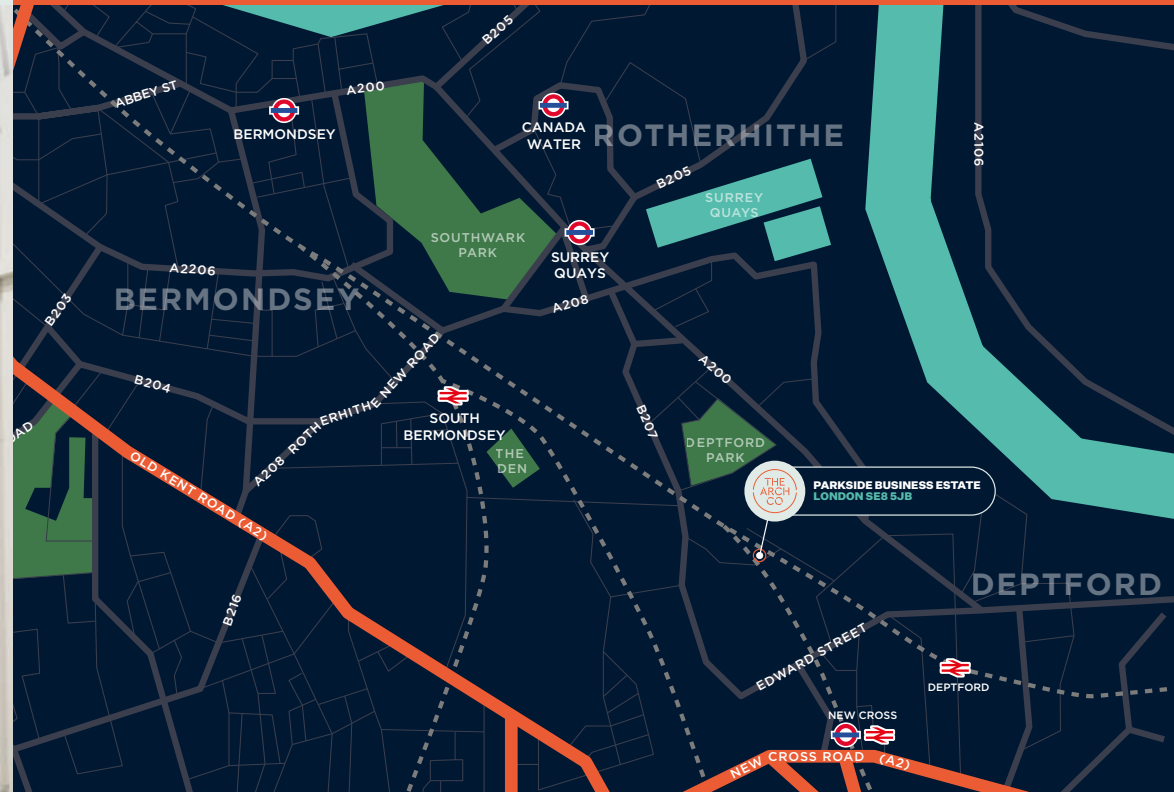 B205
ABBEY ST
A200
BERMONDSEY
CANADA
WATER
ROTHERHITHE
A2106
B205
SURREY
QUAYS
SOUTHWARK
PARK
SURREY
QUAYS
A2206
BERMONDSEY
B203
A208
A208 ROTHERHITHE NEW ROAD
A200
B204
SOUTH
BERMONDSEY
THE
DEN
B207
DEPTFORD
PARK
OAD
OLD KENT ROAD (A2)
THE
ARCH
CO
PARKSIDE BUSINESS ESTATE
LONDON SE8 5JB
DEPTFORD
B216
EDWARD STREET
DEPTFORD
NEW CROSS
NEW CROSS ROAD (A2)